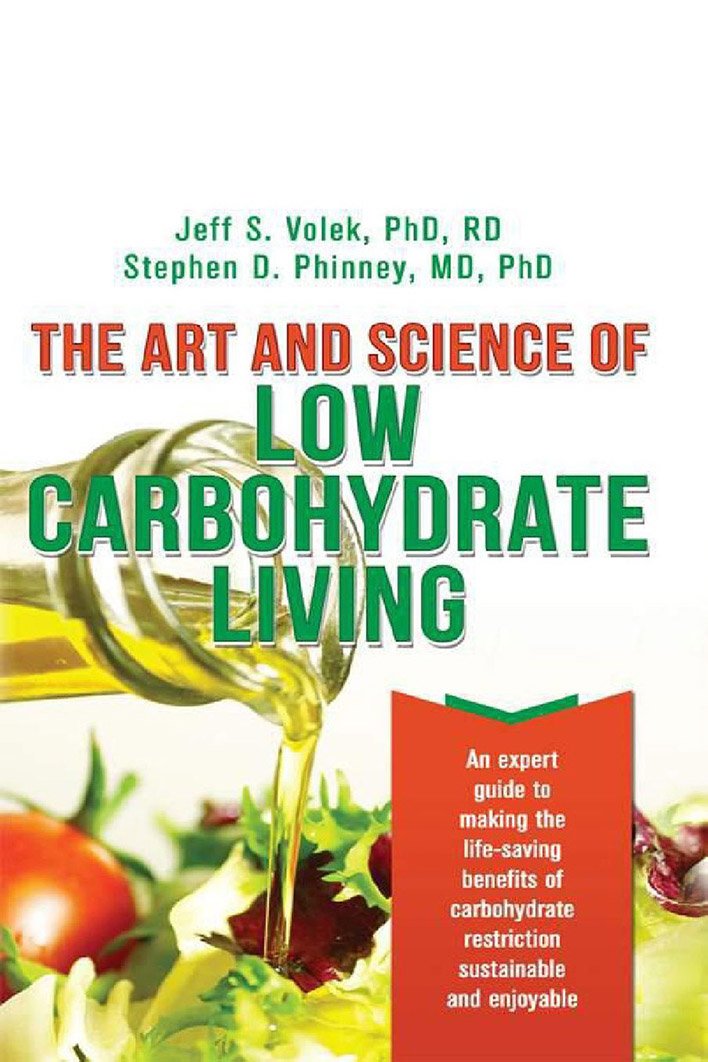 Jeff S. Volek, PhD, RD
Stephen D. Phinney, MD, PhD
THE ART AND SCIENCE OF
LOW
CARBOHYDRATE
LIVING
An expert
guide to
making the
life-saving
benefits of
carbohydrate
restriction
sustainable
and enjoyable